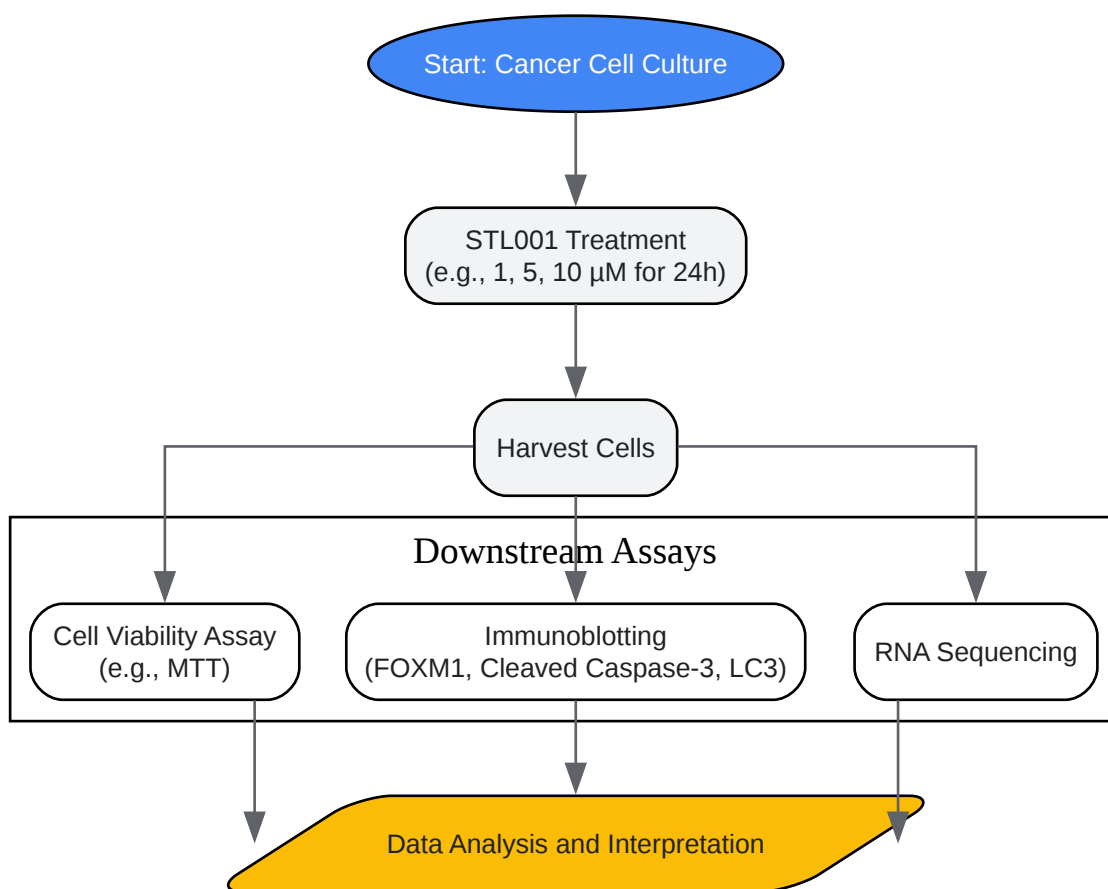 Start: Cancer Cell Culture
STL001 Treatment
(e.g., 1, 5, 10 µM for 24h)
Harvest Cells
Downstream Assays
Cell Viability Assay
(e.g., MTT)
Immunoblotting
(FOXM1, Cleaved Caspase-3, LC3)
RNA Sequencing
Data Analysis and Interpretation